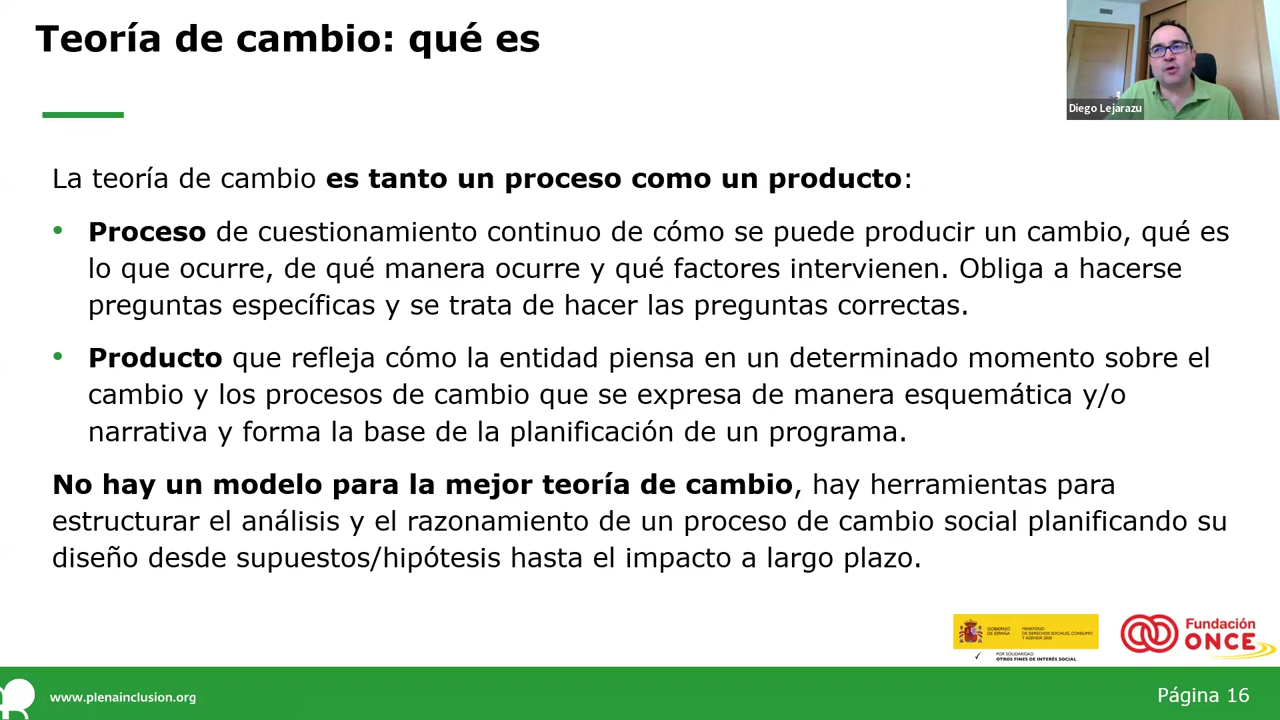 Teoría de cambio: qué es
Diego Lejarazu
La teoría de cambio es tanto un proceso como un producto:
• Proceso de cuestionamiento continuo de cómo se puede producir un cambio, qué es
lo que ocurre, de qué manera ocurre y qué factores intervienen. Obliga a hacerse
preguntas específicas y se trata de hacer las preguntas correctas.
• Producto que refleja cómo la entidad piensa en un determinado momento sobre el
cambio y los procesos de cambio que se expresa de manera esquemática y/o
narrativa y forma la base de la planificación de un programa.
No hay un modelo para la mejor teoría de cambio, hay herramientas para
estructurar el análisis y el razonamiento de un proceso de cambio social planificando su
diseño desde supuestos/hipótesis hasta el impacto a largo plazo.
GOBIERNO
DE ESPAÑA
MINISTERIO
DE DERECHOS SOCIALES, CONSUMO
Y AGENDA 2030
POR SOLIDARIDAD
OTROS FINES DE INTERÉS SOCIAL
Fundación
ONCE
www.plenainclusion.org
Página 16